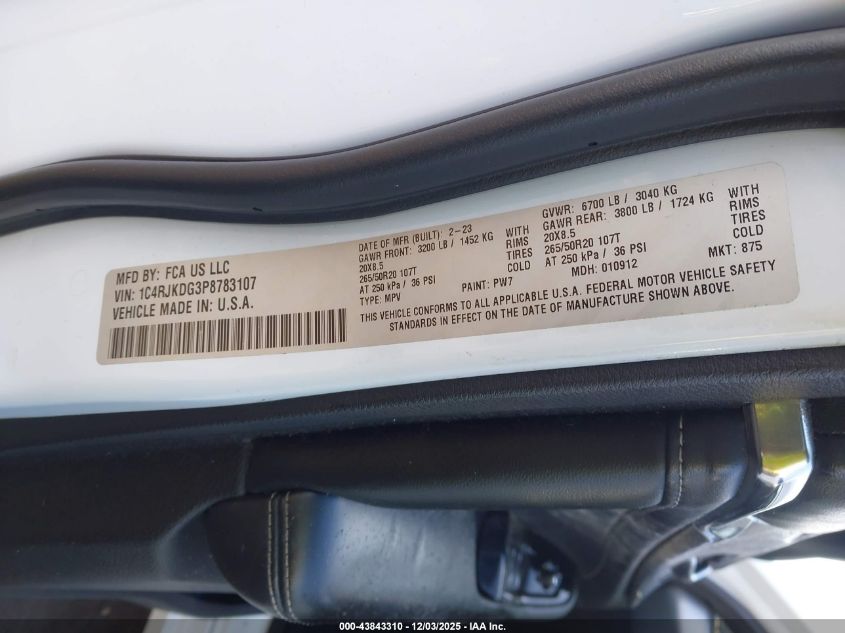 MFD BY: FCA US LLC
VIN: 1C4RJKDG3P8783107
VEHICLE MADE IN: U.S.A.
DATE OF MFR (BUILT): 2-23
GAWR FRONT: 3200 LB / 1452 KG WITH
20X8.5 RIMS
265/50R20 107T TIRES
AT 250 kPa / 36 PSI COLD
TYPE: MPV PAINT: PW7
GVWR: 6700 LB / 3040 KG
GAWR REAR: 3800 LB / 1724 KG WITH
20X8.5 RIMS
265/50R20 107T TIRES
AT 250 kPa / 36 PSI COLD
MDH: 010912 MKT: 875
THIS VEHICLE CONFORMS TO ALL APPLICABLE U.S.A. FEDERAL MOTOR VEHICLE SAFETY
STANDARDS IN EFFECT ON THE DATE OF MANUFACTURE SHOWN ABOVE.
000-43843310 - 12/03/2025 - IAA Inc.